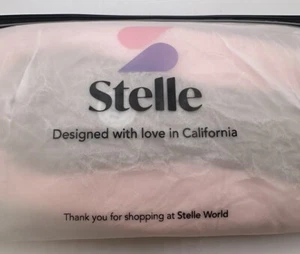 Stelle
Designed with love in California
Thank you for shopping at Stelle World